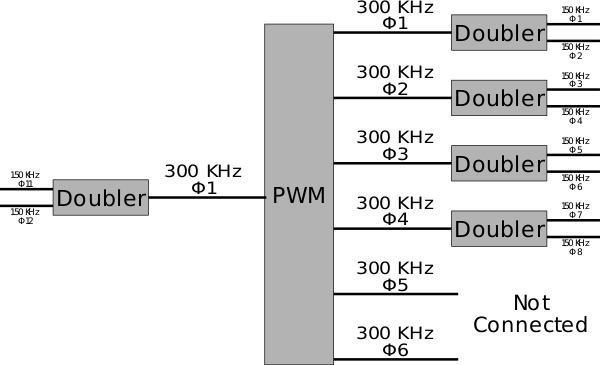 300 KHz
Φ1
Doubler
150 KHz
Φ1
150 KHz
Φ2
300 KHz
Φ2
Doubler
150 KHz
Φ3
150 KHz
Φ4
300 KHz
Φ3
Doubler
150 KHz
Φ5
150 KHz
Φ6
300 KHz
Φ4
Doubler
150 KHz
Φ7
150 KHz
Φ8
300 KHz
Φ5
300 KHz
Φ6
Not
Connected
PWM
300 KHz
Φ1
Doubler
150 KHz
Φ11
150 KHz
Φ12